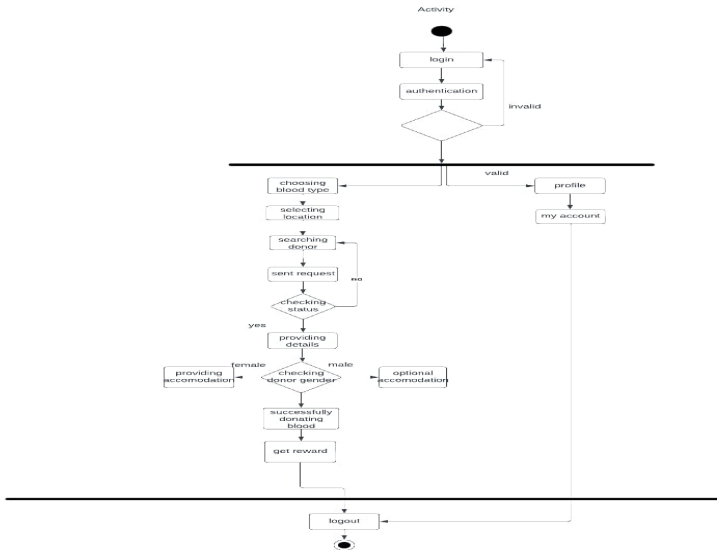 Activity
login
authentication
invalid
valid
choosing
blood type
profile
selecting
location
my account
searching
donor
sent request
no
checking
status
yes
providing
details
female
male
providing
accomodation
checking
donor gender
optional
accomodation
successfully
donating
blood
get reward
logout